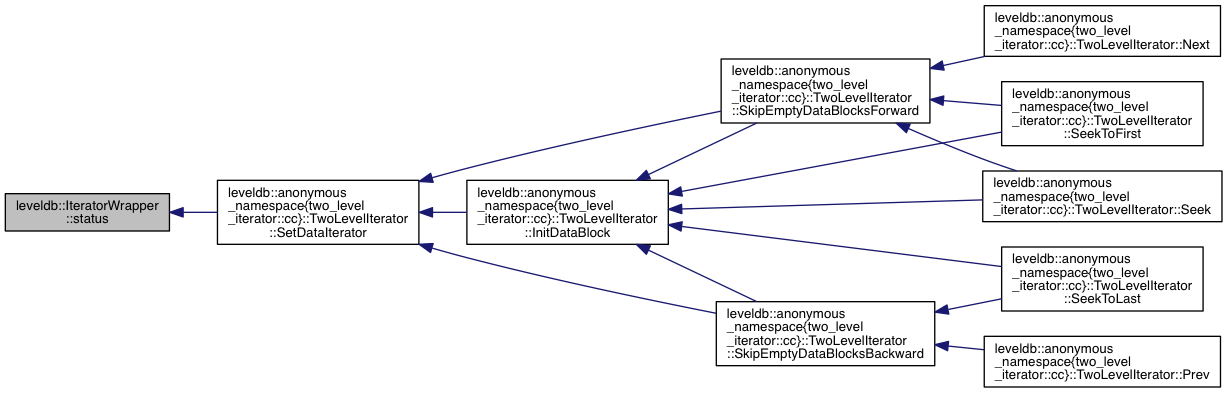 leveldb::IteratorWrapper
::status
leveldb::anonymous
_namespace{two_level
_iterator::cc}::TwoLevelIterator
::SetDataIterator
leveldb::anonymous
_namespace{two_level
_iterator::cc}::TwoLevelIterator
::InitDataBlock
leveldb::anonymous
_namespace{two_level
_iterator::cc}::TwoLevelIterator
::SkipEmptyDataBlocksForward
leveldb::anonymous
_namespace{two_level
_iterator::cc}::TwoLevelIterator
::SkipEmptyDataBlocksBackward
leveldb::anonymous
_namespace{two_level
_iterator::cc}::TwoLevelIterator::Next
leveldb::anonymous
_namespace{two_level
_iterator::cc}::TwoLevelIterator
::SeekToFirst
leveldb::anonymous
_namespace{two_level
_iterator::cc}::TwoLevelIterator::Seek
leveldb::anonymous
_namespace{two_level
_iterator::cc}::TwoLevelIterator
::SeekToLast
leveldb::anonymous
_namespace{two_level
_iterator::cc}::TwoLevelIterator::Prev